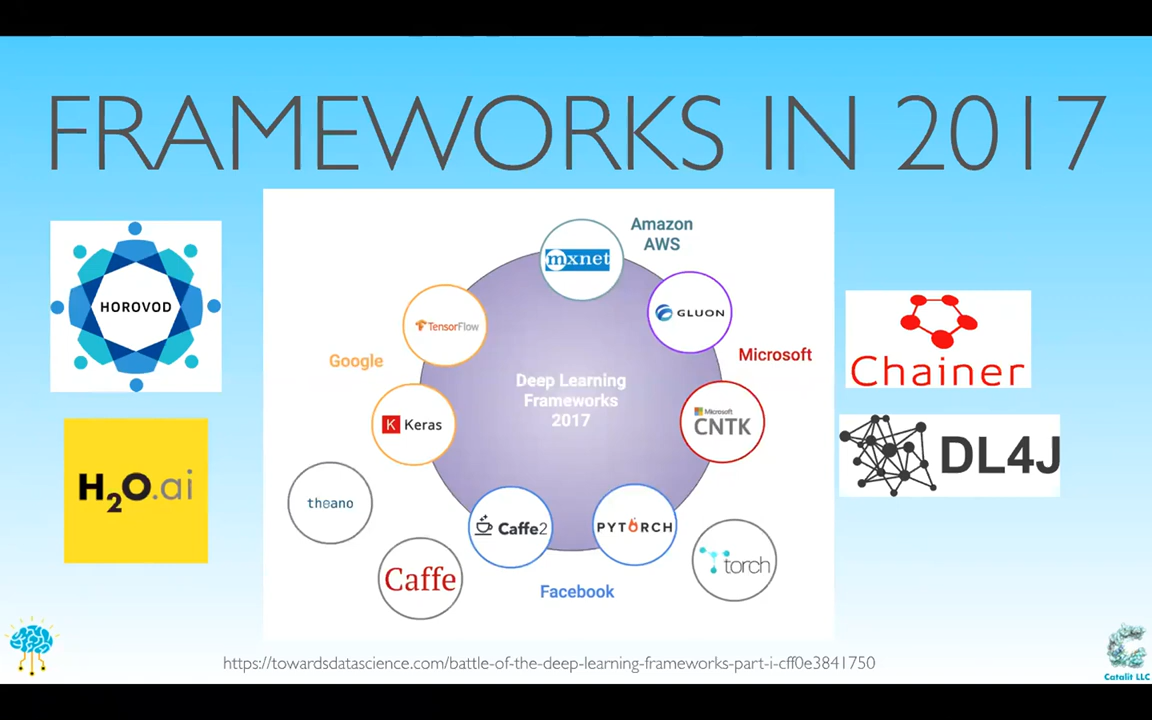 FRAMEWORKS IN 2017
HOROVOD
H2O.ai
Amazon
AWS
mxnet
GLUON
TensorFlow
Google
Microsoft
Deep Learning
Frameworks
2017
K Keras
Microsoft
CNTK
theano
Caffe2
PYTORCH
Caffe
torch
Facebook
Chainer
DL4J
https://towardsdatascience.com/battle-of-the-deep-learning-frameworks-part-i-cff0e3841750
Catalit LLC